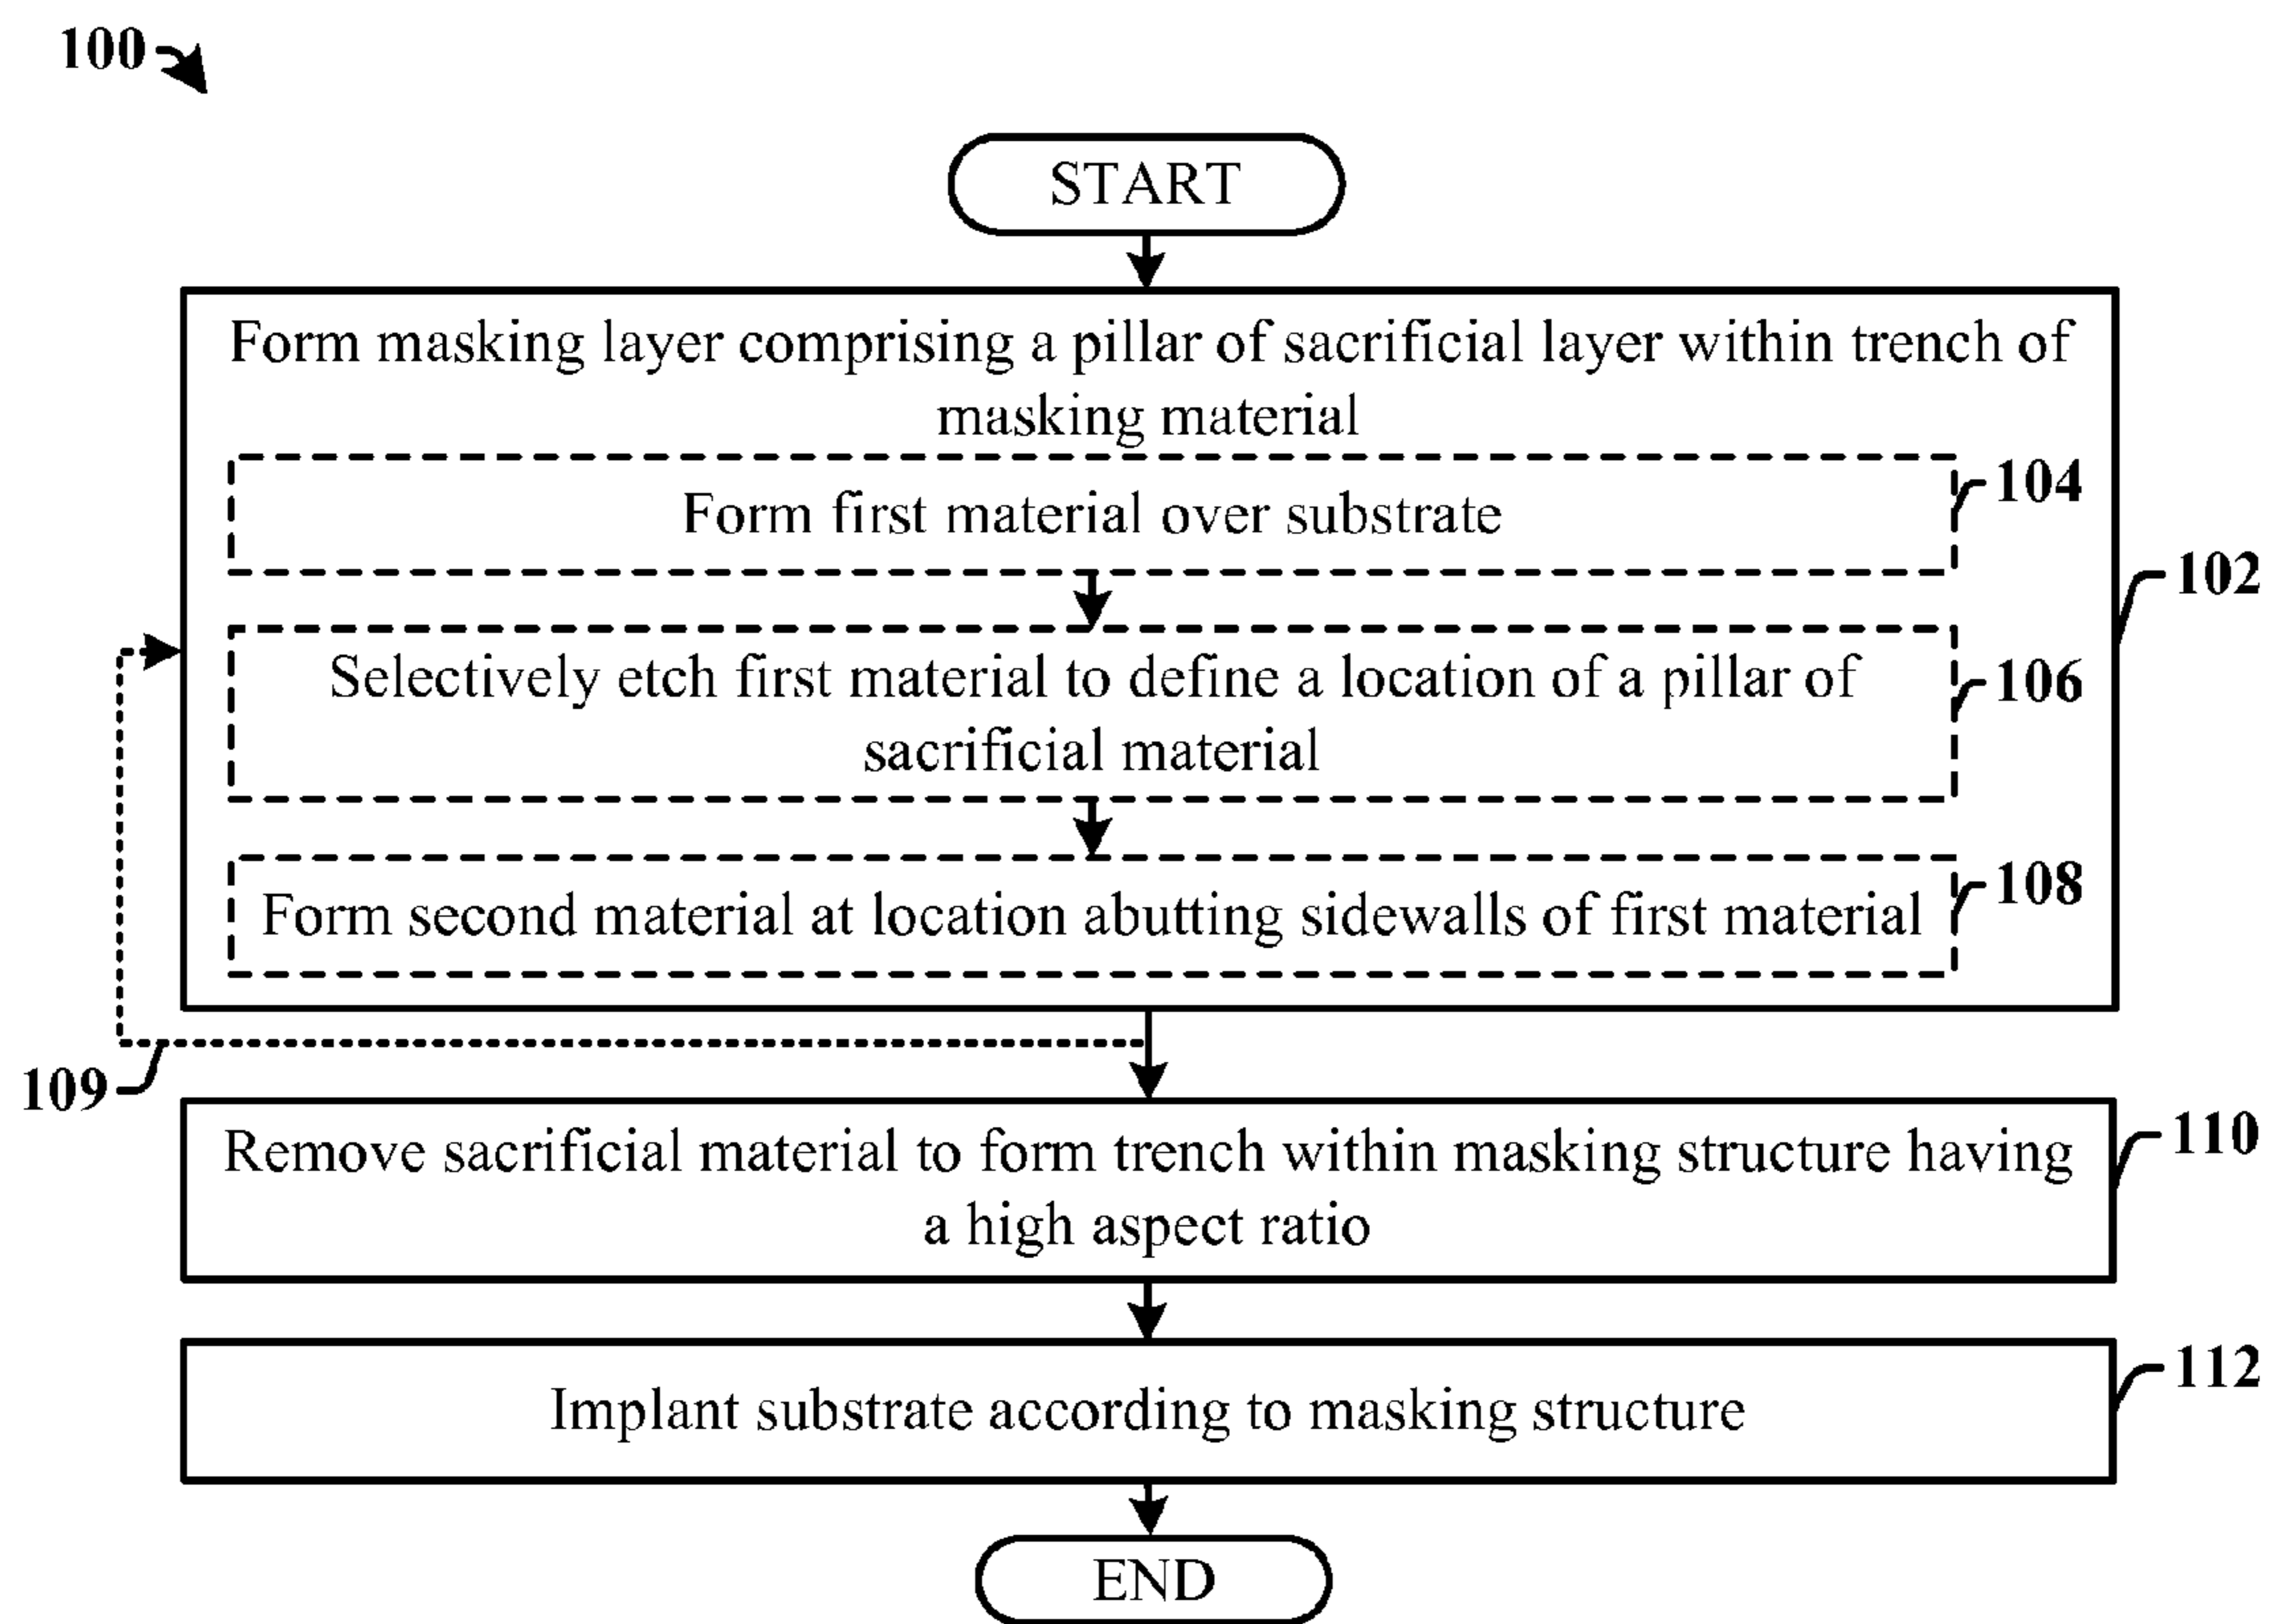 100
START
Form masking layer comprising a pillar of sacrificial layer within trench of
masking material
Form first material over substrate
104
102
Selectively etch first material to define a location of a pillar of
sacrificial material
106
Form second material at location abutting sidewalls of first material
108
109
Remove sacrificial material to form trench within masking structure having
a high aspect ratio
110
Implant substrate according to masking structure
112
END